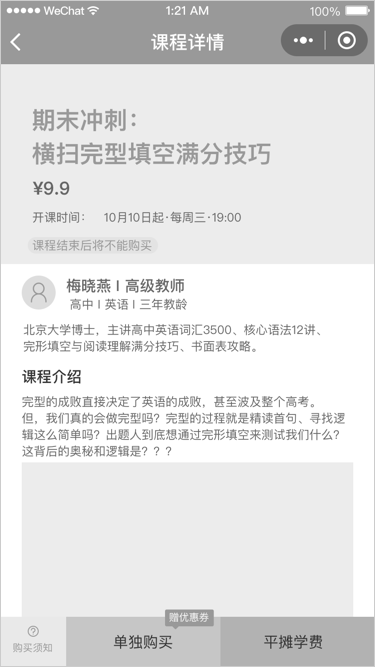 WeChat 1:21 AM 100%
课程详情
期末冲刺：
横扫完型填空满分技巧
¥9.9
开课时间： 10月10日起·每周三·19:00
课程结束后将不能购买
梅晓燕 I 高级教师
高中 I 英语 I 三年教龄
北京大学博士，主讲高中英语词汇3500、核心语法12讲、
完形填空与阅读理解满分技巧、书面表攻略。
课程介绍
完型的成败直接决定了英语的成败，甚至波及整个高考。
但，我们真的会做完型吗？完型的过程就是精读首句、寻找逻
辑这么简单吗？出题人到底想通过完形填空来测试我们什么？
这背后的奥秘和逻辑是？？？
赠优惠券
购买须知
单独购买
平摊学费